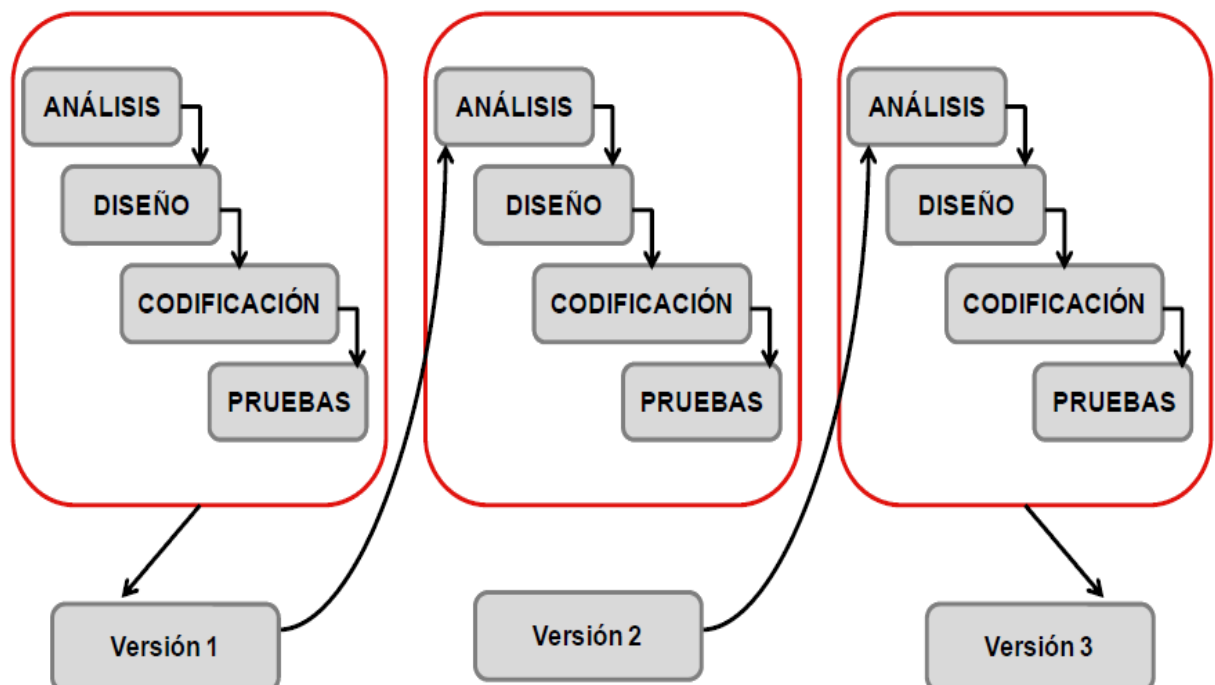 ANÁLISIS
DISEÑO
CODIFICACIÓN
PRUEBAS
ANÁLISIS
DISEÑO
CODIFICACIÓN
PRUEBAS
ANÁLISIS
DISEÑO
CODIFICACIÓN
PRUEBAS
Versión 1
Versión 2
Versión 3